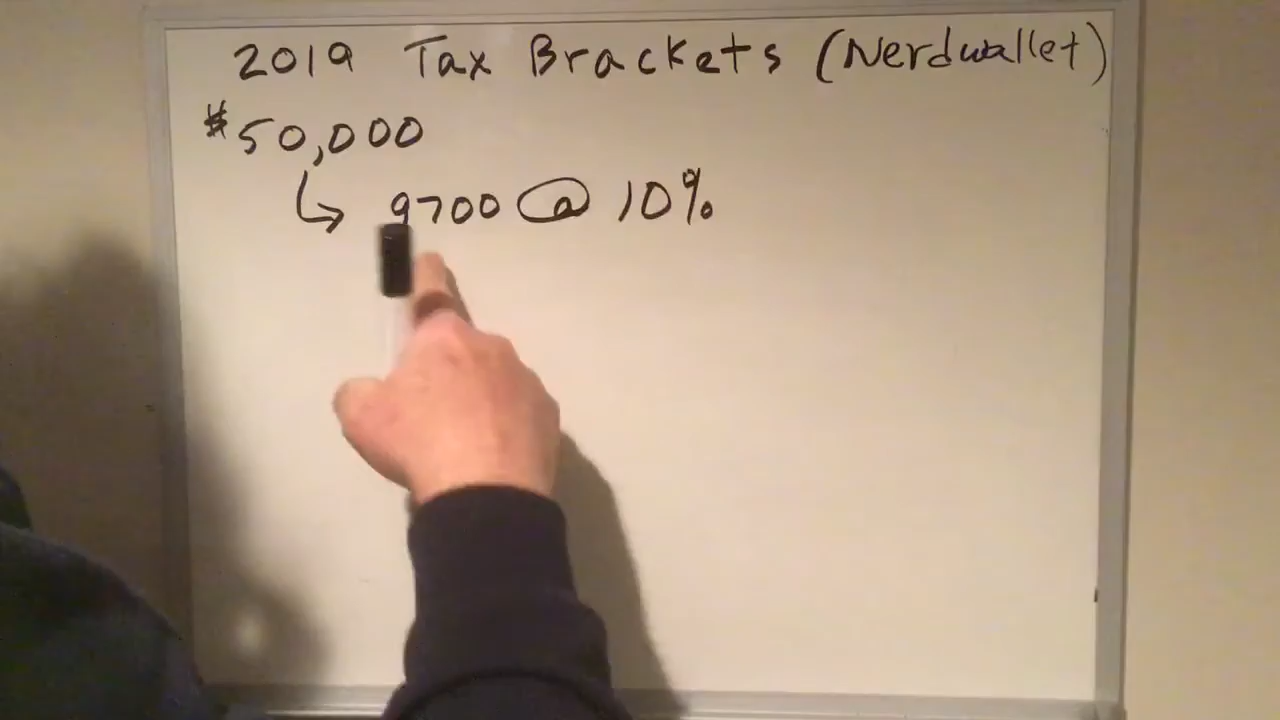 2019 Tax Brackets (Nerdwallet)
$50,000
↳ 9700 @ 10%